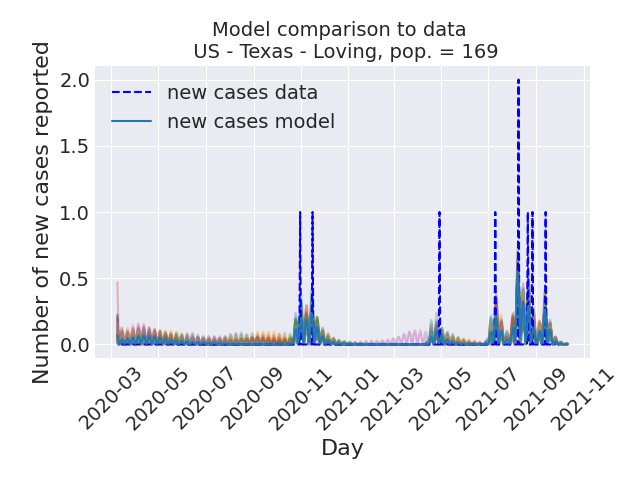 Model comparison to data
US - Texas - Loving, pop. = 169
Number of new cases reported
2.0
1.5
1.0
0.5
0.0
new cases data
new cases model
2020-03
2020-05
2020-07
2020-09
2020-11
2021-01
2021-03
2021-05
2021-07
2021-09
2021-11
Day